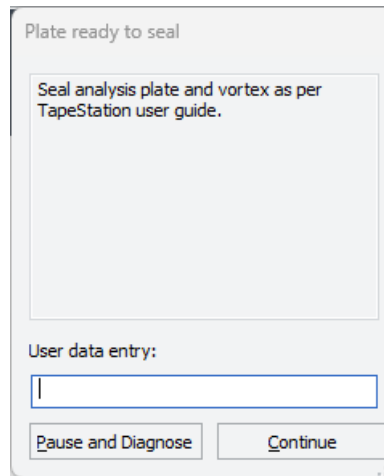 Plate ready to seal
Seal analysis plate and vortex as per
TapeStation user guide.
User data entry:
Pause and Diagnose
Continue